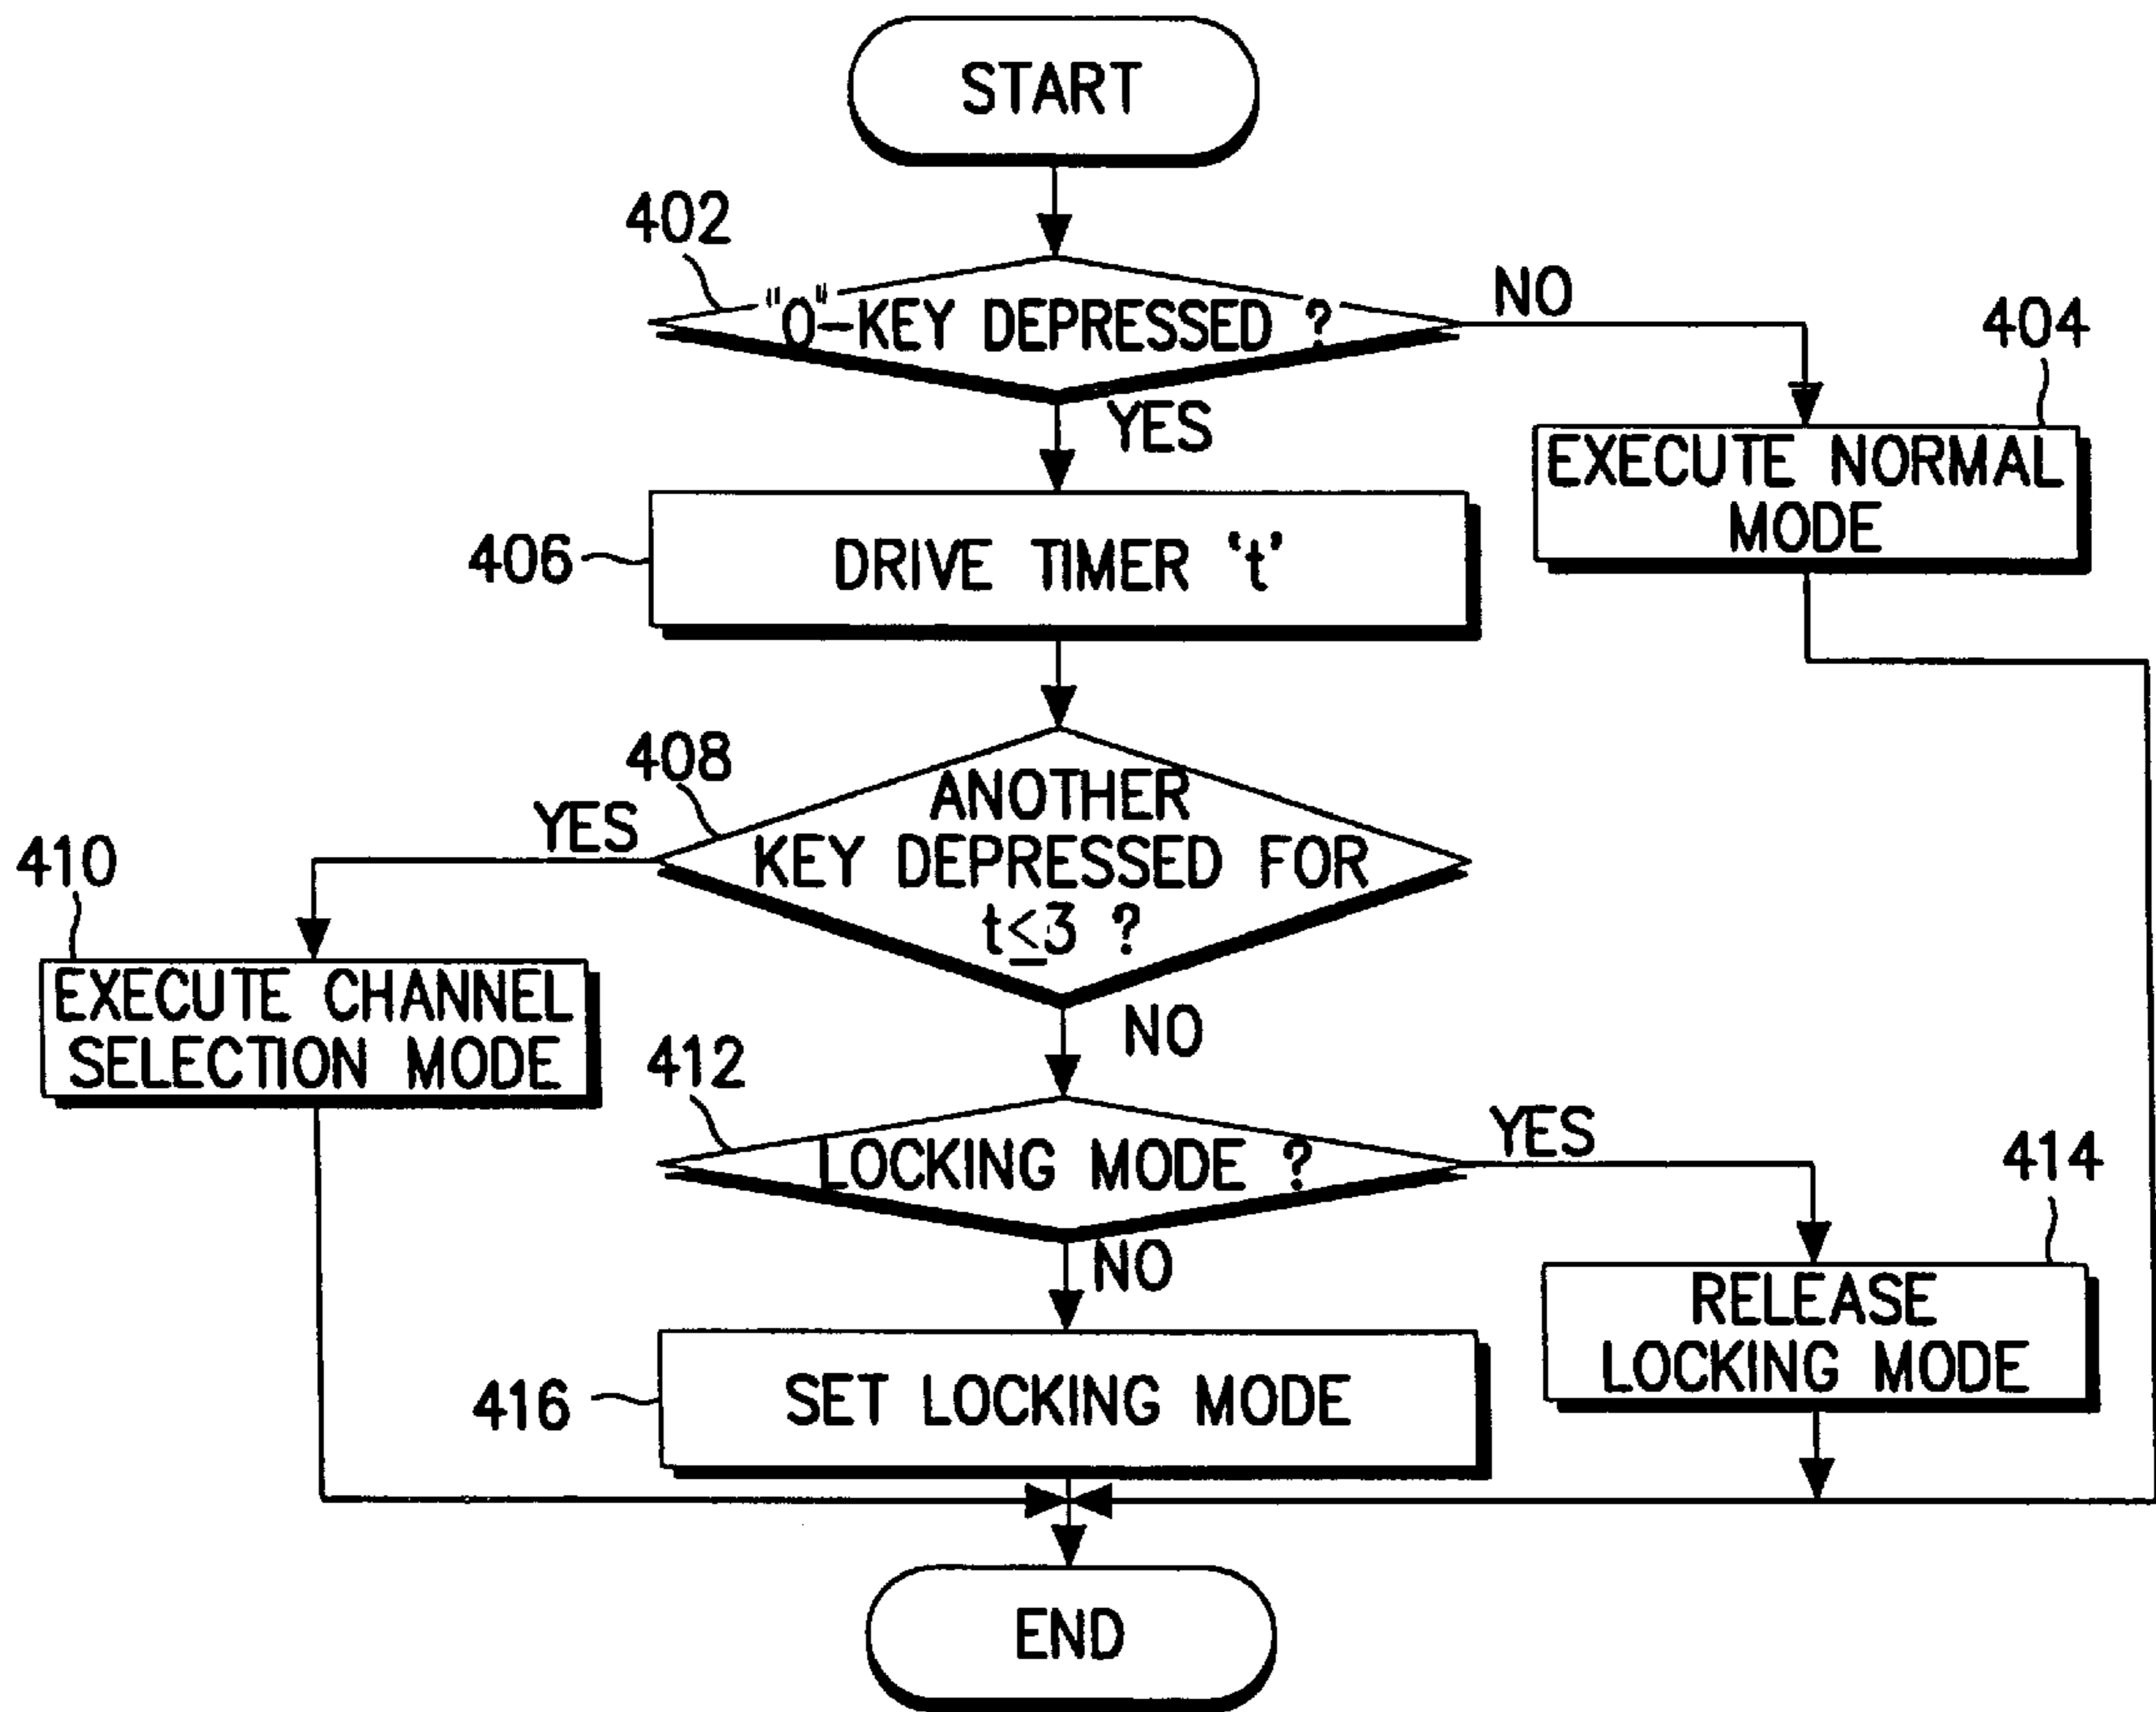 START
402
"0"-KEY DEPRESSED ?
NO
404
YES
EXECUTE NORMAL
MODE
406
DRIVE TIMER 't'
408
ANOTHER
KEY DEPRESSED FOR
t≤3 ?
YES
410
EXECUTE CHANNEL
SELECTION MODE
NO
412
LOCKING MODE ?
YES
414
NO
RELEASE
LOCKING MODE
416
SET LOCKING MODE
END